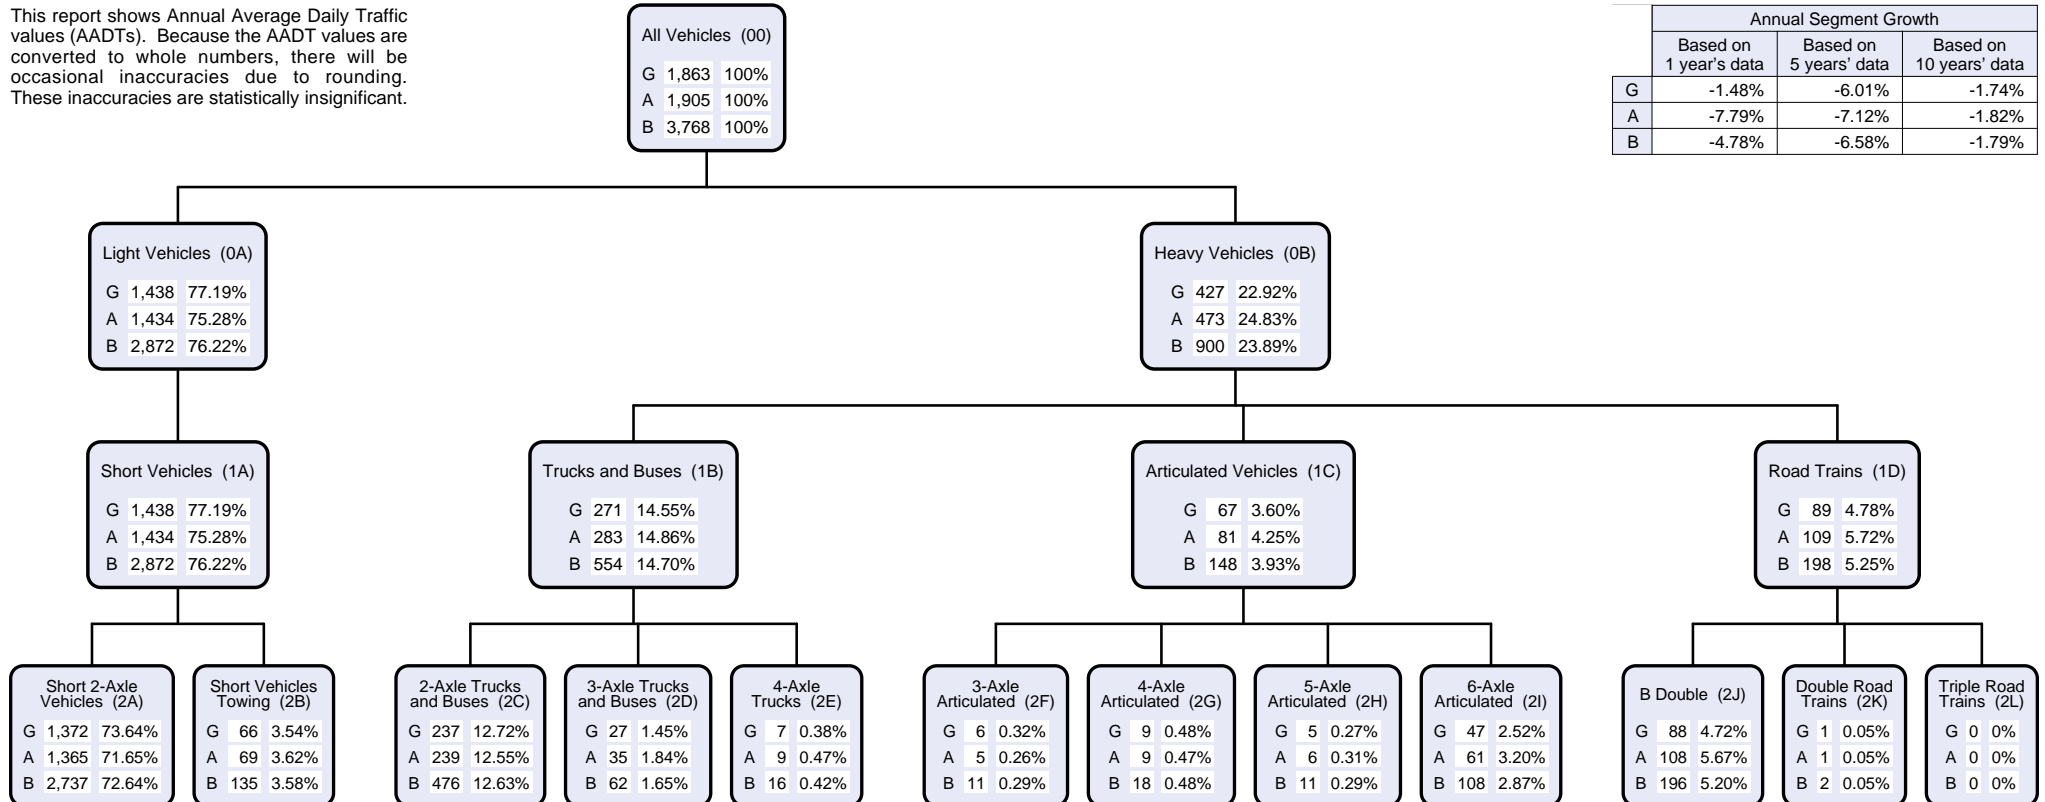 This report shows Annual Average Daily Traffic
values (AADTs). Because the AADT values are
converted to whole numbers, there will be
occasional inaccuracies due to rounding.
These inaccuracies are statistically insignificant.
All Vehicles (00)
G 1,863 100%
A 1,905 100%
B 3,768 100%
Annual Segment Growth
Based on 1 year's data Based on 5 years' data Based on 10 years' data
G -1.48% -6.01% -1.74%
A -7.79% -7.12% -1.82%
B -4.78% -6.58% -1.79%
Light Vehicles (0A)
G 1,438 77.19%
A 1,434 75.28%
B 2,872 76.22%
Heavy Vehicles (0B)
G 427 22.92%
A 473 24.83%
B 900 23.89%
Short Vehicles (1A)
G 1,438 77.19%
A 1,434 75.28%
B 2,872 76.22%
Trucks and Buses (1B)
G 271 14.55%
A 283 14.86%
B 554 14.70%
Articulated Vehicles (1C)
G 67 3.60%
A 81 4.25%
B 148 3.93%
Road Trains (1D)
G 89 4.78%
A 109 5.72%
B 198 5.25%
Short 2-Axle
Vehicles (2A)
G 1,372 73.64%
A 1,365 71.65%
B 2,737 72.64%
Short Vehicles
Towing (2B)
G 66 3.54%
A 69 3.62%
B 135 3.58%
2-Axle Trucks
and Buses (2C)
G 237 12.72%
A 239 12.55%
B 476 12.63%
3-Axle Trucks
and Buses (2D)
G 27 1.45%
A 35 1.84%
B 62 1.65%
4-Axle
Trucks (2E)
G 7 0.38%
A 9 0.47%
B 16 0.42%
3-Axle
Articulated (2F)
G 6 0.32%
A 5 0.26%
B 11 0.29%
4-Axle
Articulated (2G)
G 9 0.48%
A 9 0.47%
B 18 0.48%
5-Axle
Articulated (2H)
G 5 0.27%
A 6 0.31%
B 11 0.29%
6-Axle
Articulated (2I)
G 47 2.52%
A 61 3.20%
B 108 2.87%
B Double (2J)
G 88 4.72%
A 108 5.67%
B 196 5.20%
Double Road
Trains (2K)
G 1 0.05%
A 1 0.05%
B 2 0.05%
Triple Road
Trains (2L)
G 0 0%
A 0 0%
B 0 0%